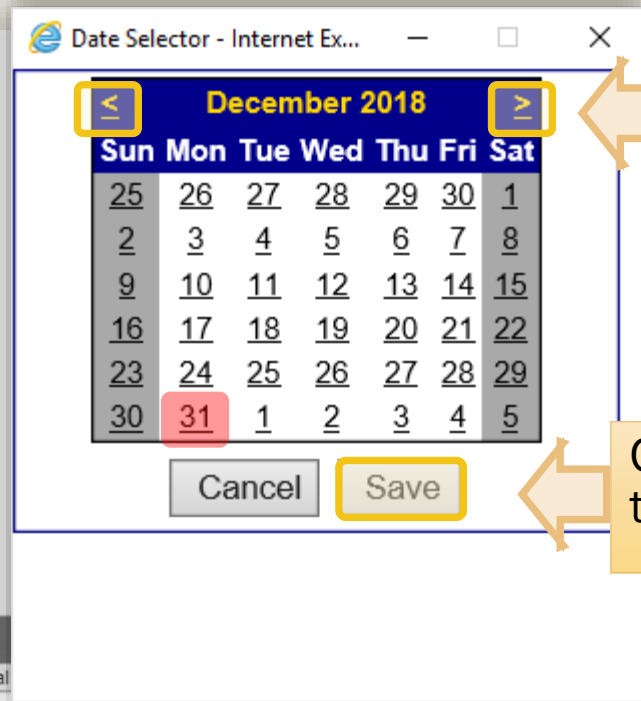 Date Selector - Internet Ex...
< December 2018 >
Sun Mon Tue Wed Thu Fri Sat
25 26 27 28 29 30 1
2 3 4 5 6 7 8
9 10 11 12 13 14 15
16 17 18 19 20 21 22
23 24 25 26 27 28 29
30 31 1 2 3 4 5
Cancel Save